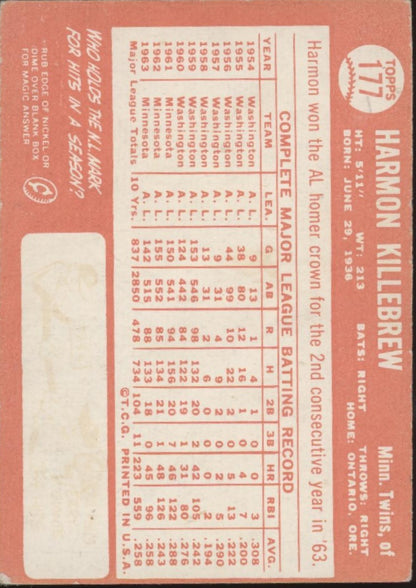 TOPPS
177
HARMON KILLEBREW
Minn. Twins, of
HT: 5'11" WT: 213 BATS: RIGHT THROWS: RIGHT
BORN: JUNE 29, 1936 HOME: ONTARIO, ORE.
Harmon won the AL homer crown for the 2nd consecutive year in '63.
COMPLETE MAJOR LEAGUE BATTING RECORD
YEAR TEAM LEA. G AB R H 2B 3B HR RBI AVG.
1954 Washington A. L. 9 13 1 4 1 0 0 3 .308
1955 Washington A. L. 38 80 12 16 1 0 4 7 .200
1956 Washington A. L. 44 99 10 22 2 0 5 13 .222
1957 Washington A. L. 9 31 4 9 2 0 2 5 .290
1958 Washington A. L. 13 31 2 6 0 0 0 2 .194
1959 Washington A. L. 153 546 98 132 20 2 42 105 .242
1960 Washington A. L. 124 442 84 122 19 1 31 80 .276
1961 Minnesota A. L. 150 541 94 156 20 7 46 122 .288
1962 Minnesota A. L. 155 552 85 134 21 1 48 126 .243
1963 Minnesota A. L. 142 515 88 133 18 0 45 96 .258
Major League Totals 10 Yrs. 837 2850 478 734 104 11 223 559 .258
©T.C.G. PRINTED IN U.S.A.
WHO HOLDS THE N.L. MARK
FOR HITS IN A SEASON?
RUB EDGE OF NICKEL OR
DIME OVER BLANK BOX
FOR MAGIC ANSWER